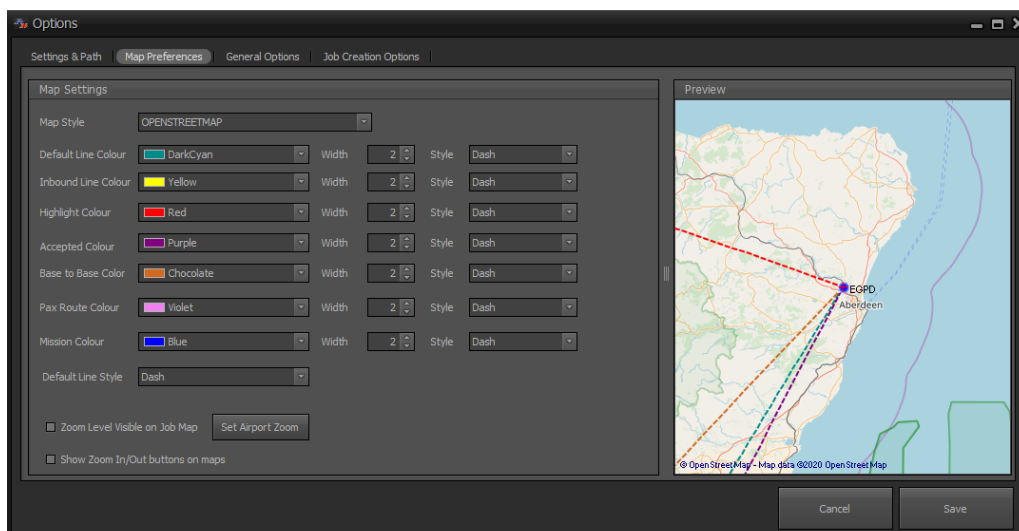 Options
Settings & Path Map Preferences General Options Job Creation Options
Map Settings
Map Style OPENSTREETMAP
Default Line Colour DarkCyan Width 2 Style Dash
Inbound Line Colour Yellow Width 2 Style Dash
Highlight Colour Red Width 2 Style Dash
Accepted Colour Purple Width 2 Style Dash
Base to Base Color Chocolate Width 2 Style Dash
Pax Route Colour Violet Width 2 Style Dash
Mission Colour Blue Width 2 Style Dash
Default Line Style Dash
Zoom Level Visible on Job Map Set Airport Zoom
Show Zoom In/Out buttons on maps
Preview
EGPD
Aberdeen
© OpenStreetMap - Map data ©2020 OpenStreetMap
Cancel Save